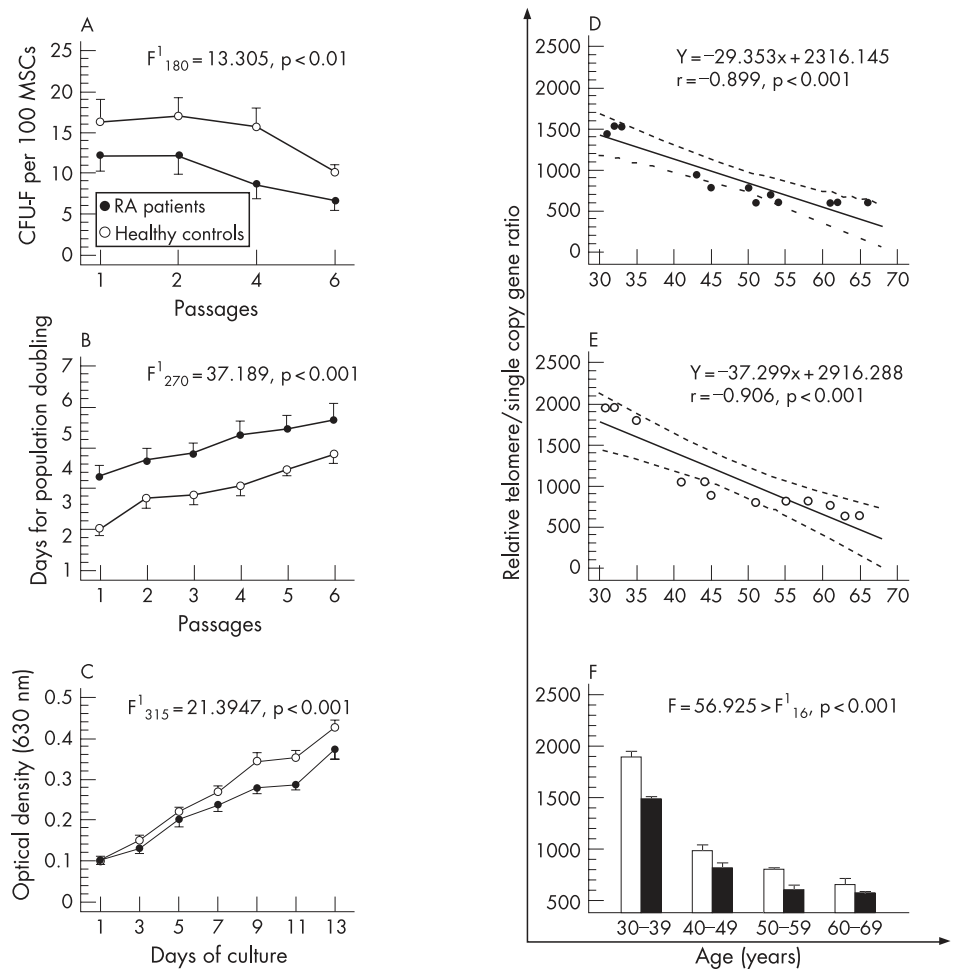 A
25
20
15
10
5
0
CFU-F per 100 MSCs
F¹₁₈₀ = 13.305, p < 0.01
RA patients
Healthy controls
1 2 4 6
Passages
B
7
6
5
4
3
2
1
Days for population doubling
F¹₂₇₀ = 37.189, p < 0.001
1 2 3 4 5 6
Passages
C
0.5
0.4
0.3
0.2
0.1
0
Optical density (630 nm)
F¹₃₁₅ = 21.3947, p < 0.001
1 3 5 7 9 11 13
Days of culture
Relative telomere/single copy gene ratio
D
2500
2000
1500
1000
500
0
Y = −29.353x + 2316.145
r = −0.899, p < 0.001
30 35 40 45 50 55 60 65 70
E
2500
2000
1500
1000
500
0
Y = −37.299x + 2916.288
r = −0.906, p < 0.001
30 35 40 45 50 55 60 65 70
F
2500
2000
1500
1000
500
F = 56.925 > F¹₁₆, p < 0.001
30–39 40–49 50–59 60–69
Age (years)